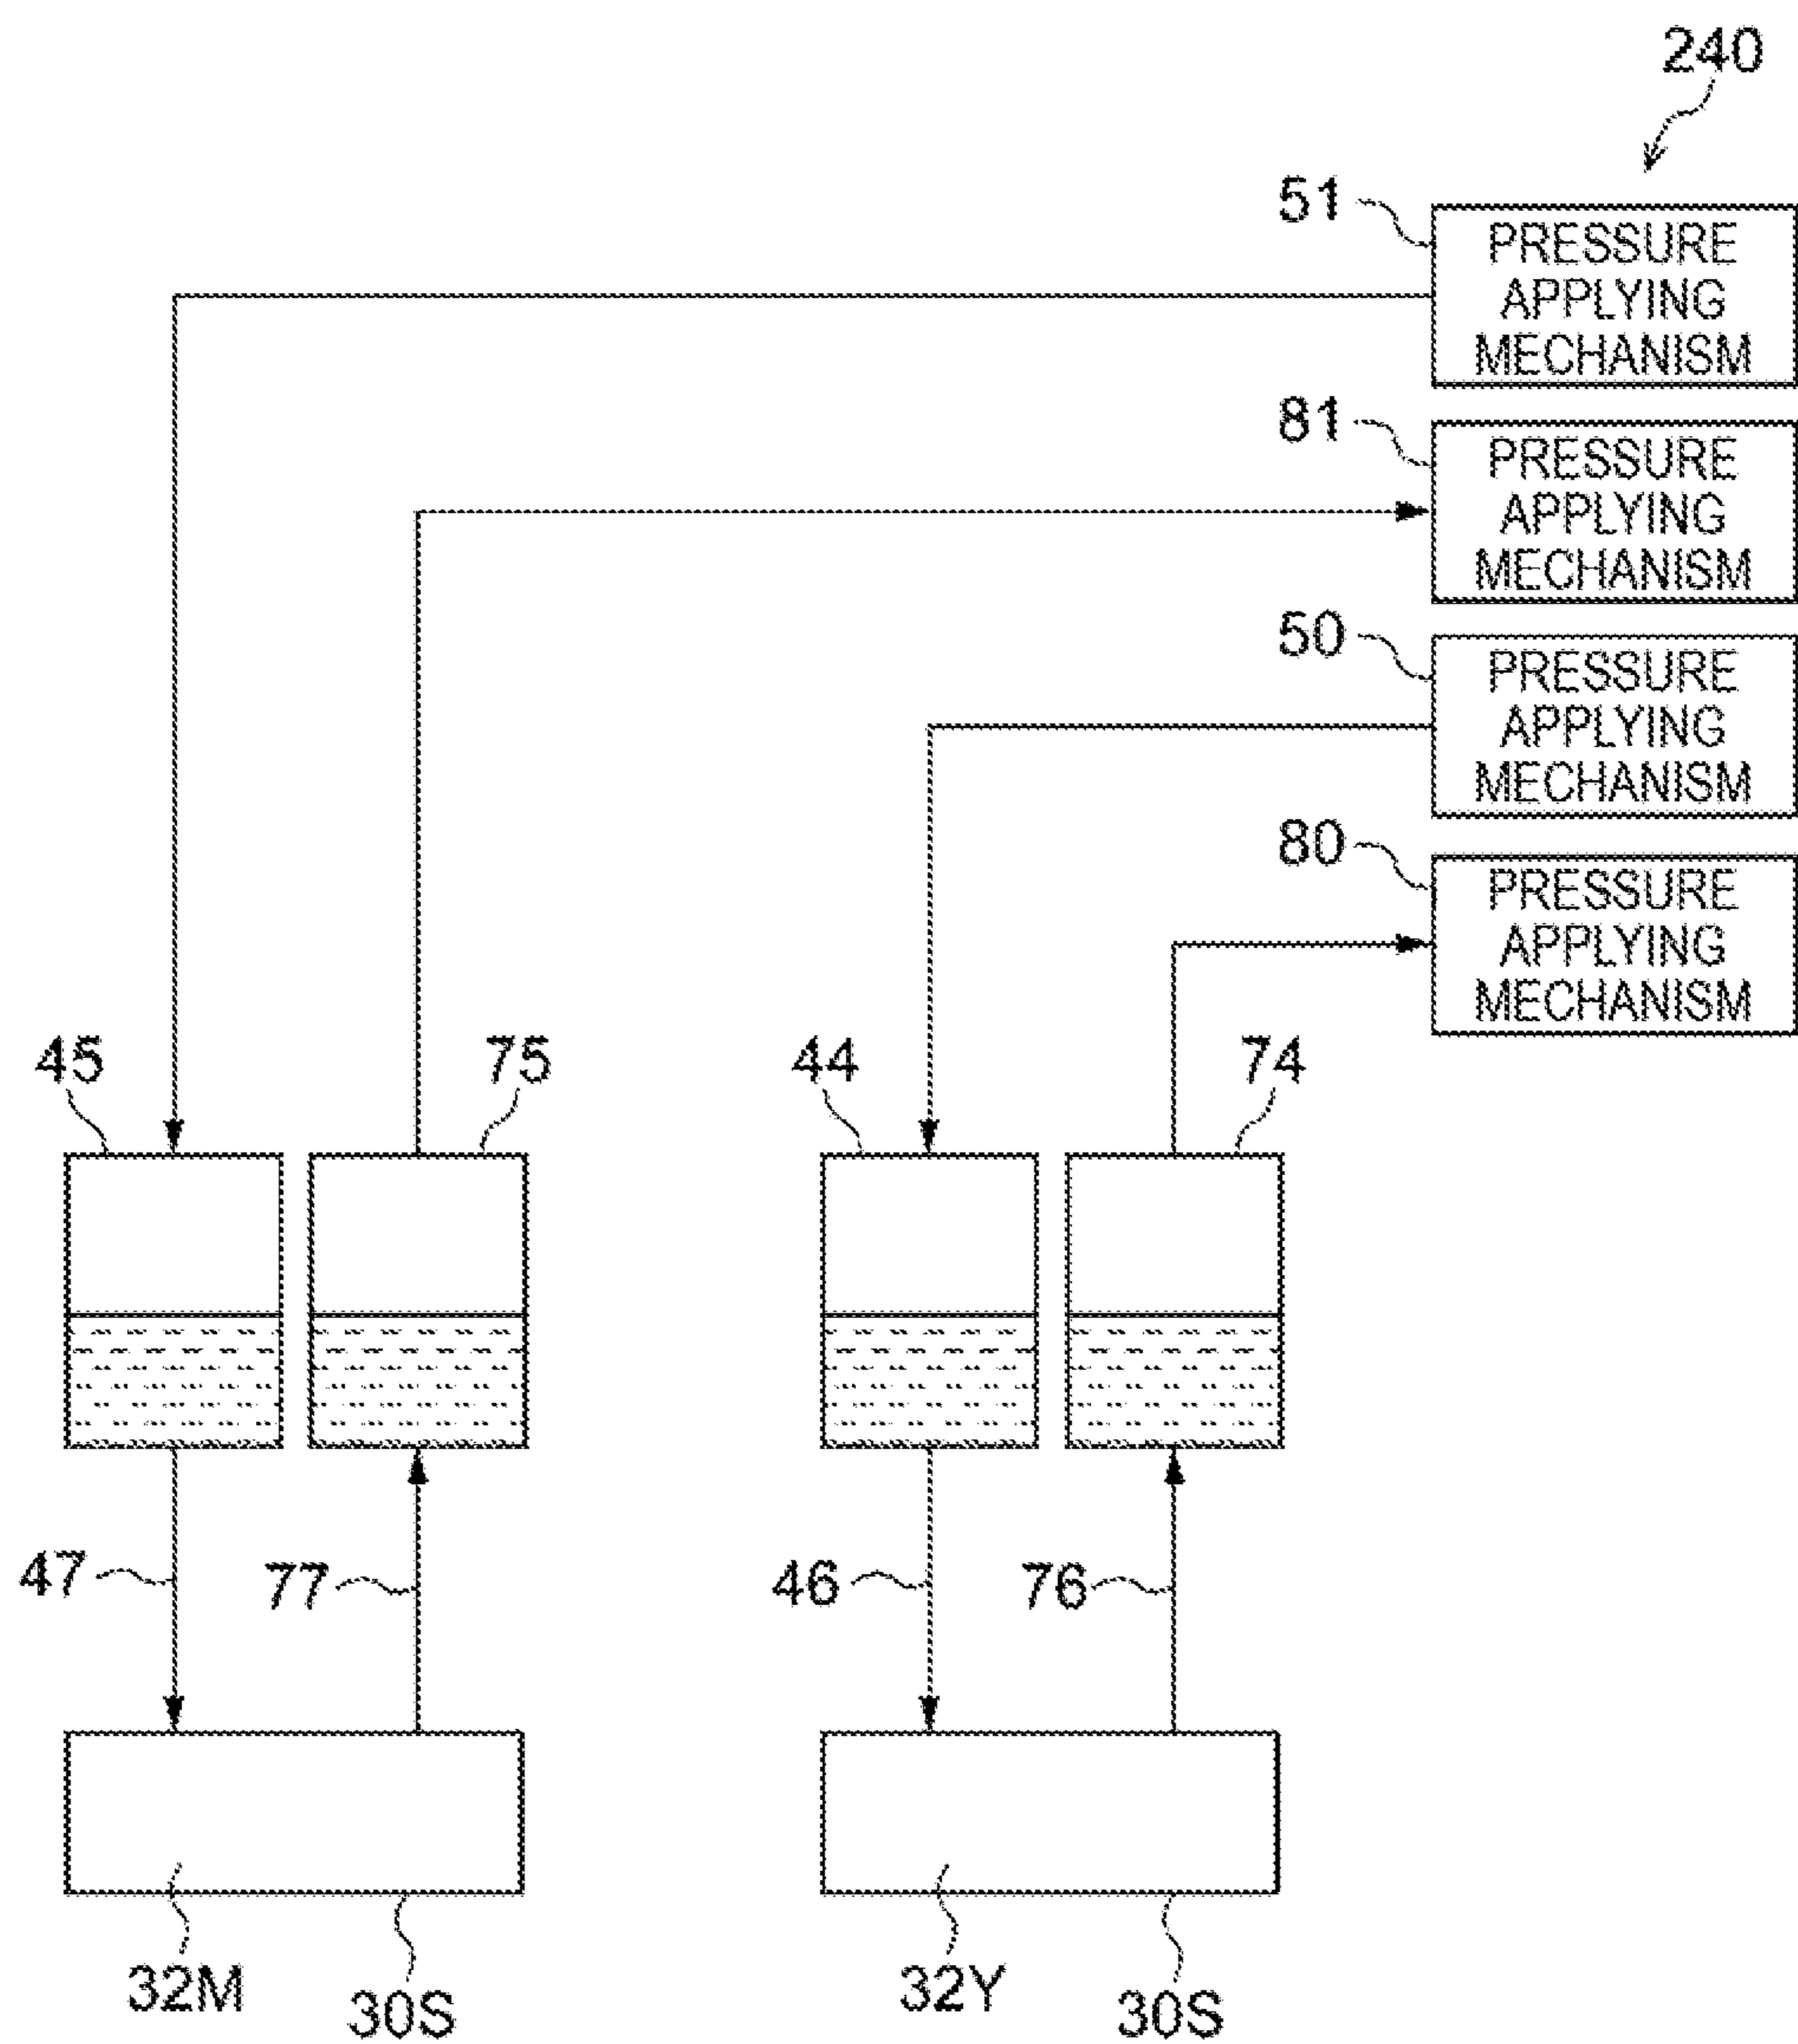 240
51
PRESSURE
APPLYING
MECHANISM
81
PRESSURE
APPLYING
MECHANISM
50
PRESSURE
APPLYING
MECHANISM
80
PRESSURE
APPLYING
MECHANISM
45 75 44 74
47 77 46 76
32M 30S 32Y 30S